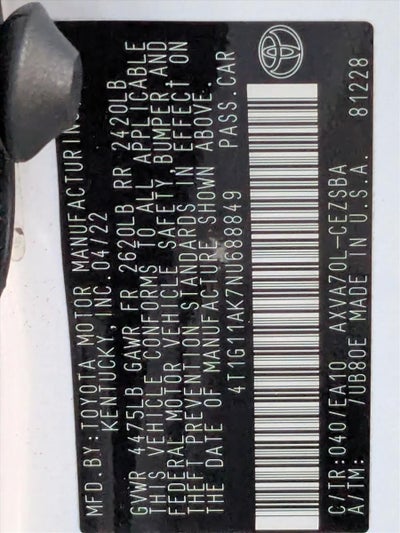 MFD. BY: TOYOTA MOTOR MANUFACTURING
KENTUCKY, INC. 04/22
GVWR 4475LB GAWR FR 2620LB RR 2420LB
THIS VEHICLE CONFORMS TO ALL APPLICABLE
FEDERAL MOTOR VEHICLE SAFETY, BUMPER, AND
THEFT PREVENTION STANDARDS IN EFFECT ON
THE DATE OF MANUFACTURE SHOWN ABOVE.
4T1G11AK7NU688849 PASS. CAR
C/TR: 040/EA10 AXVA70L-CEZSBA
A/TM: /UB80E MADE IN U.S.A. 81228